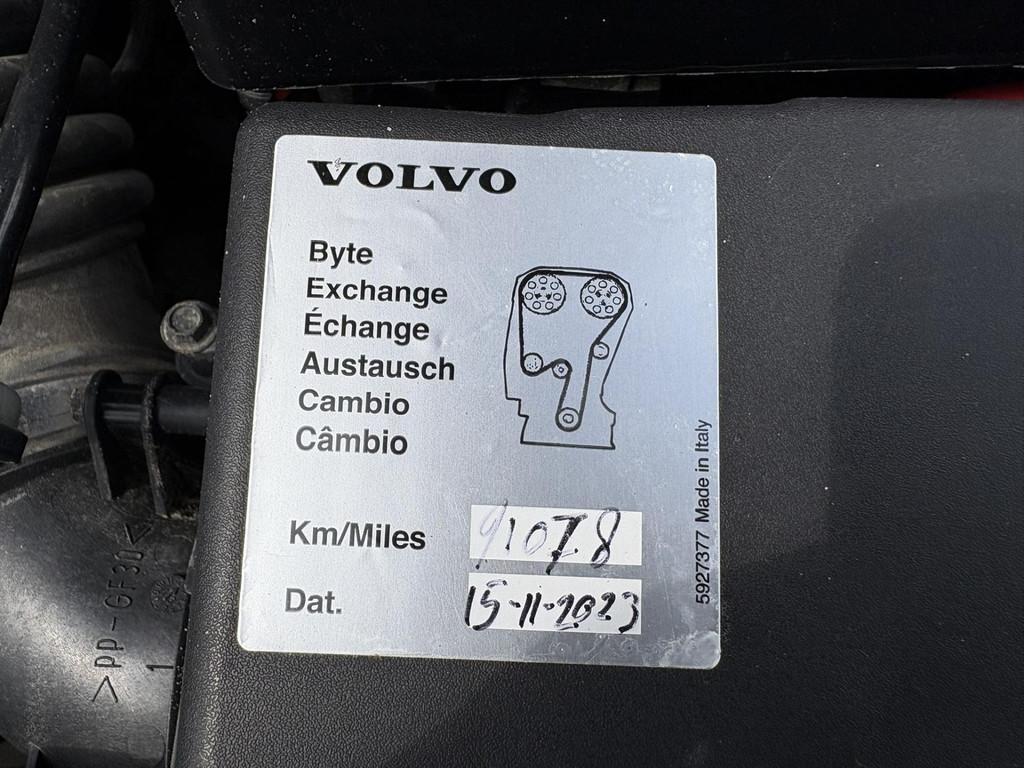 VOLVO
Byte
Exchange
Échange
Austausch
Cambio
Câmbio
Km/Miles 91078
Dat. 15-11-2023
5927377 Made in Italy
>pp-GF30<
1